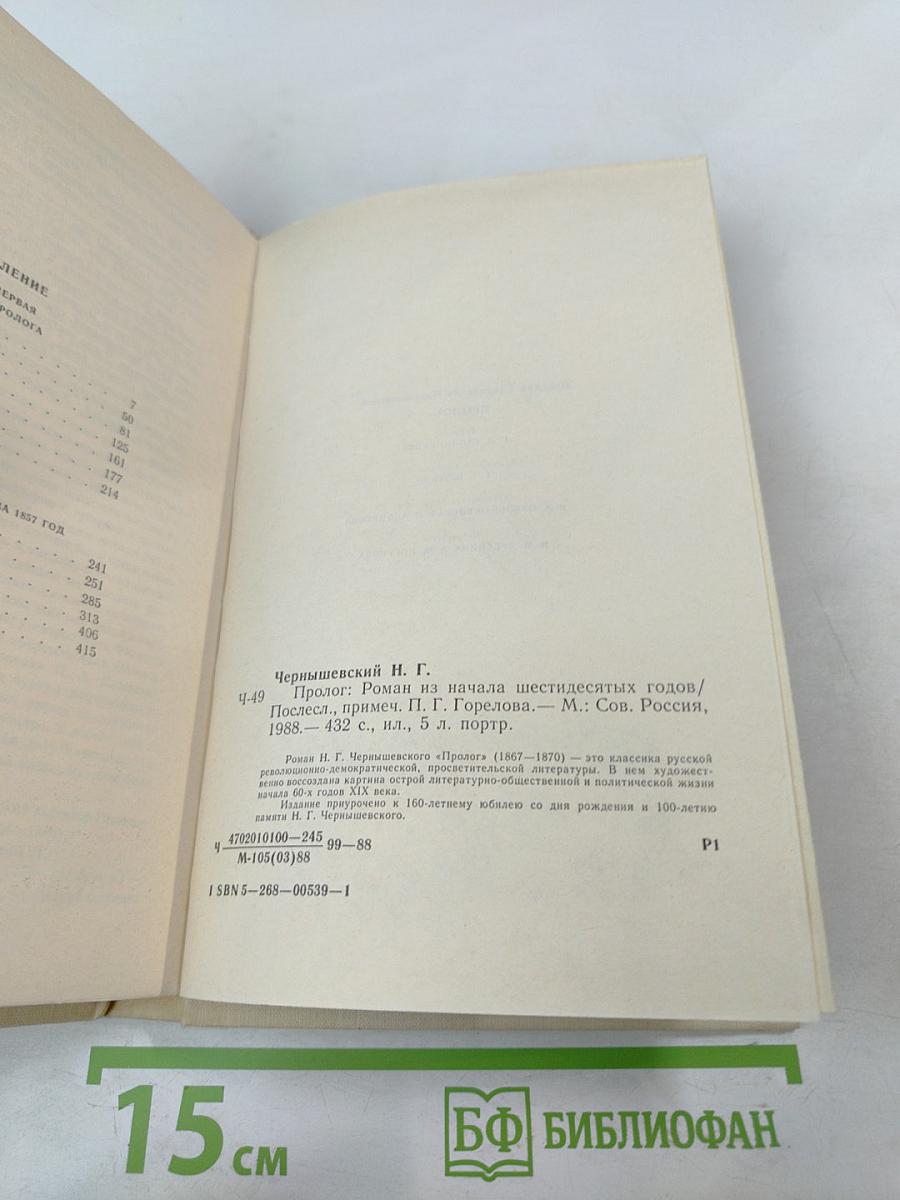 ЛЕНИЕ
ЕРВАЯ
РОЛОГА
7
50
81
125
161
177
214
ЗА 1857 ГОД
241
251
285
313
406
415
Чернышевский Н. Г.
Ч-49 Пролог: Роман из начала шестидесятых годов/
Послесл., примеч. П. Г. Горелова.— М.: Сов. Россия,
1988.— 432 с., ил., 5 л. портр.
Роман Н. Г. Чернышевского «Пролог» (1867—1870) — это классика русской
революционно-демократической, просветительской литературы. В нем художест-
венно воссоздана картина острой литературно-общественной и политической жизни
начала 60-х годов XIX века.
Издание приурочено к 160-летнему юбилею со дня рождения и 100-летию
памяти Н. Г. Чернышевского.
Ч 4702010100—245 99—88 Р1
М-105(03)88
ISBN 5—268—00539—1
15 см
БФ БИБЛИОФАН